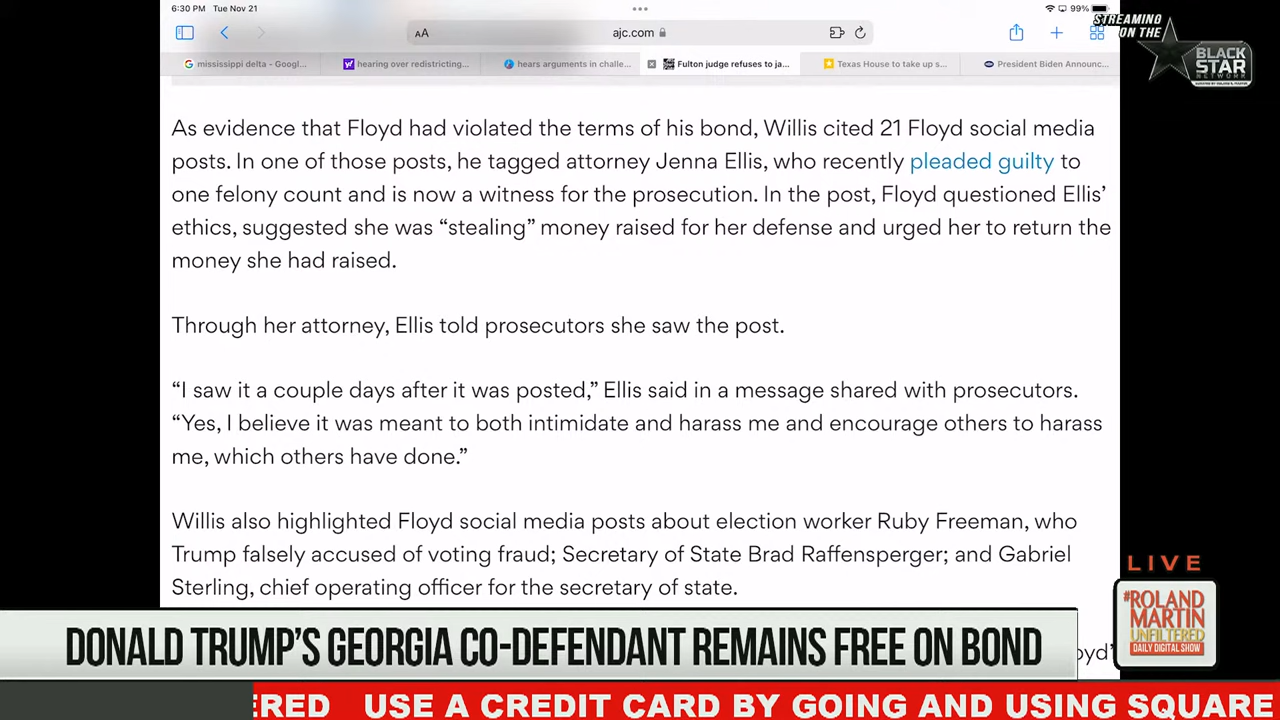 6:30 PM Tue Nov 21
99%
STREAMING
ON THE
BLACK
STAR
NETWORK
AA
ajc.com
mississippi delta - Googl...
hearing over redistricting...
hears arguments in challe...
Fulton judge refuses to ja...
Texas House to take up s...
President Biden Announc...
As evidence that Floyd had violated the terms of his bond, Willis cited 21 Floyd social media
posts. In one of those posts, he tagged attorney Jenna Ellis, who recently pleaded guilty to
one felony count and is now a witness for the prosecution. In the post, Floyd questioned Ellis’
ethics, suggested she was “stealing” money raised for her defense and urged her to return the
money she had raised.
Through her attorney, Ellis told prosecutors she saw the post.
“I saw it a couple days after it was posted,” Ellis said in a message shared with prosecutors.
“Yes, I believe it was meant to both intimidate and harass me and encourage others to harass
me, which others have done.”
Willis also highlighted Floyd social media posts about election worker Ruby Freeman, who
Trump falsely accused of voting fraud; Secretary of State Brad Raffensperger; and Gabriel
Sterling, chief operating officer for the secretary of state.
LIVE
#ROLAND
MARTIN
UNFILTERED
DAILY DIGITAL SHOW
DONALD TRUMP'S GEORGIA CO-DEFENDANT REMAINS FREE ON BOND
oyd'
ERED USE A CREDIT CARD BY GOING AND USING SQUARE